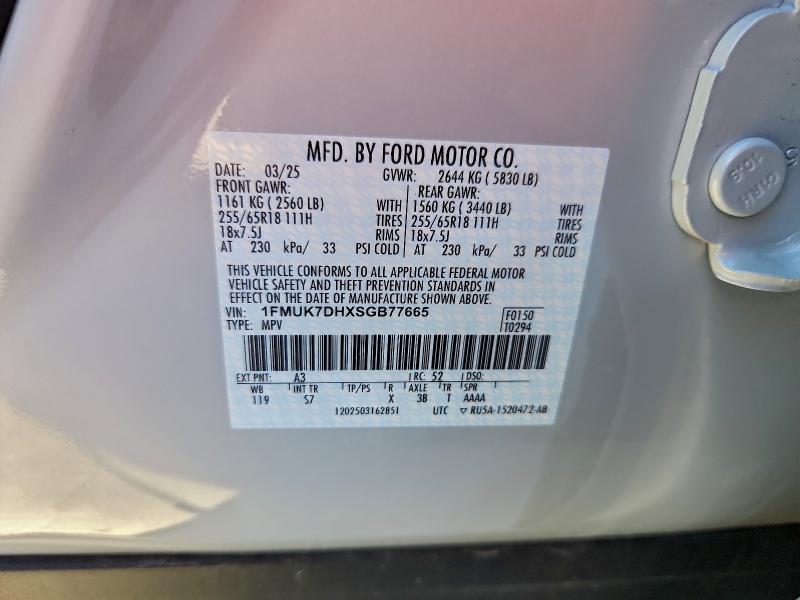 MFD. BY FORD MOTOR CO.
DATE: 03/25 GVWR: 2644 KG ( 5830 LB)
FRONT GAWR: REAR GAWR:
1161 KG ( 2560 LB) WITH 1560 KG ( 3440 LB) WITH
255/65R18 111H TIRES 255/65R18 111H TIRES
18x7.5J RIMS 18x7.5J RIMS
AT 230 kPa/ 33 PSI COLD AT 230 kPa/ 33 PSI COLD
THIS VEHICLE CONFORMS TO ALL APPLICABLE FEDERAL MOTOR
VEHICLE SAFETY AND THEFT PREVENTION STANDARDS IN
EFFECT ON THE DATE OF MANUFACTURE SHOWN ABOVE.
VIN: 1FMUK7DHXSGB77665 F0150
TYPE: MPV T0294
EXT PNT: A3 RC: 52 DSO:
WB INT TR TP/PS R AXLE TR SPR
119 S7 X 3B T AAAA
1202503162851 UTC ▽ RU5A-1520472-AB